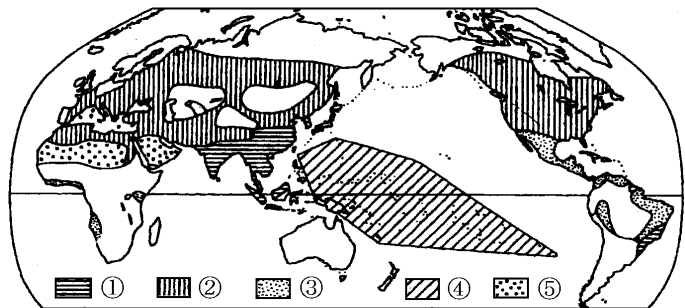 ① ② ③ ④ ⑤